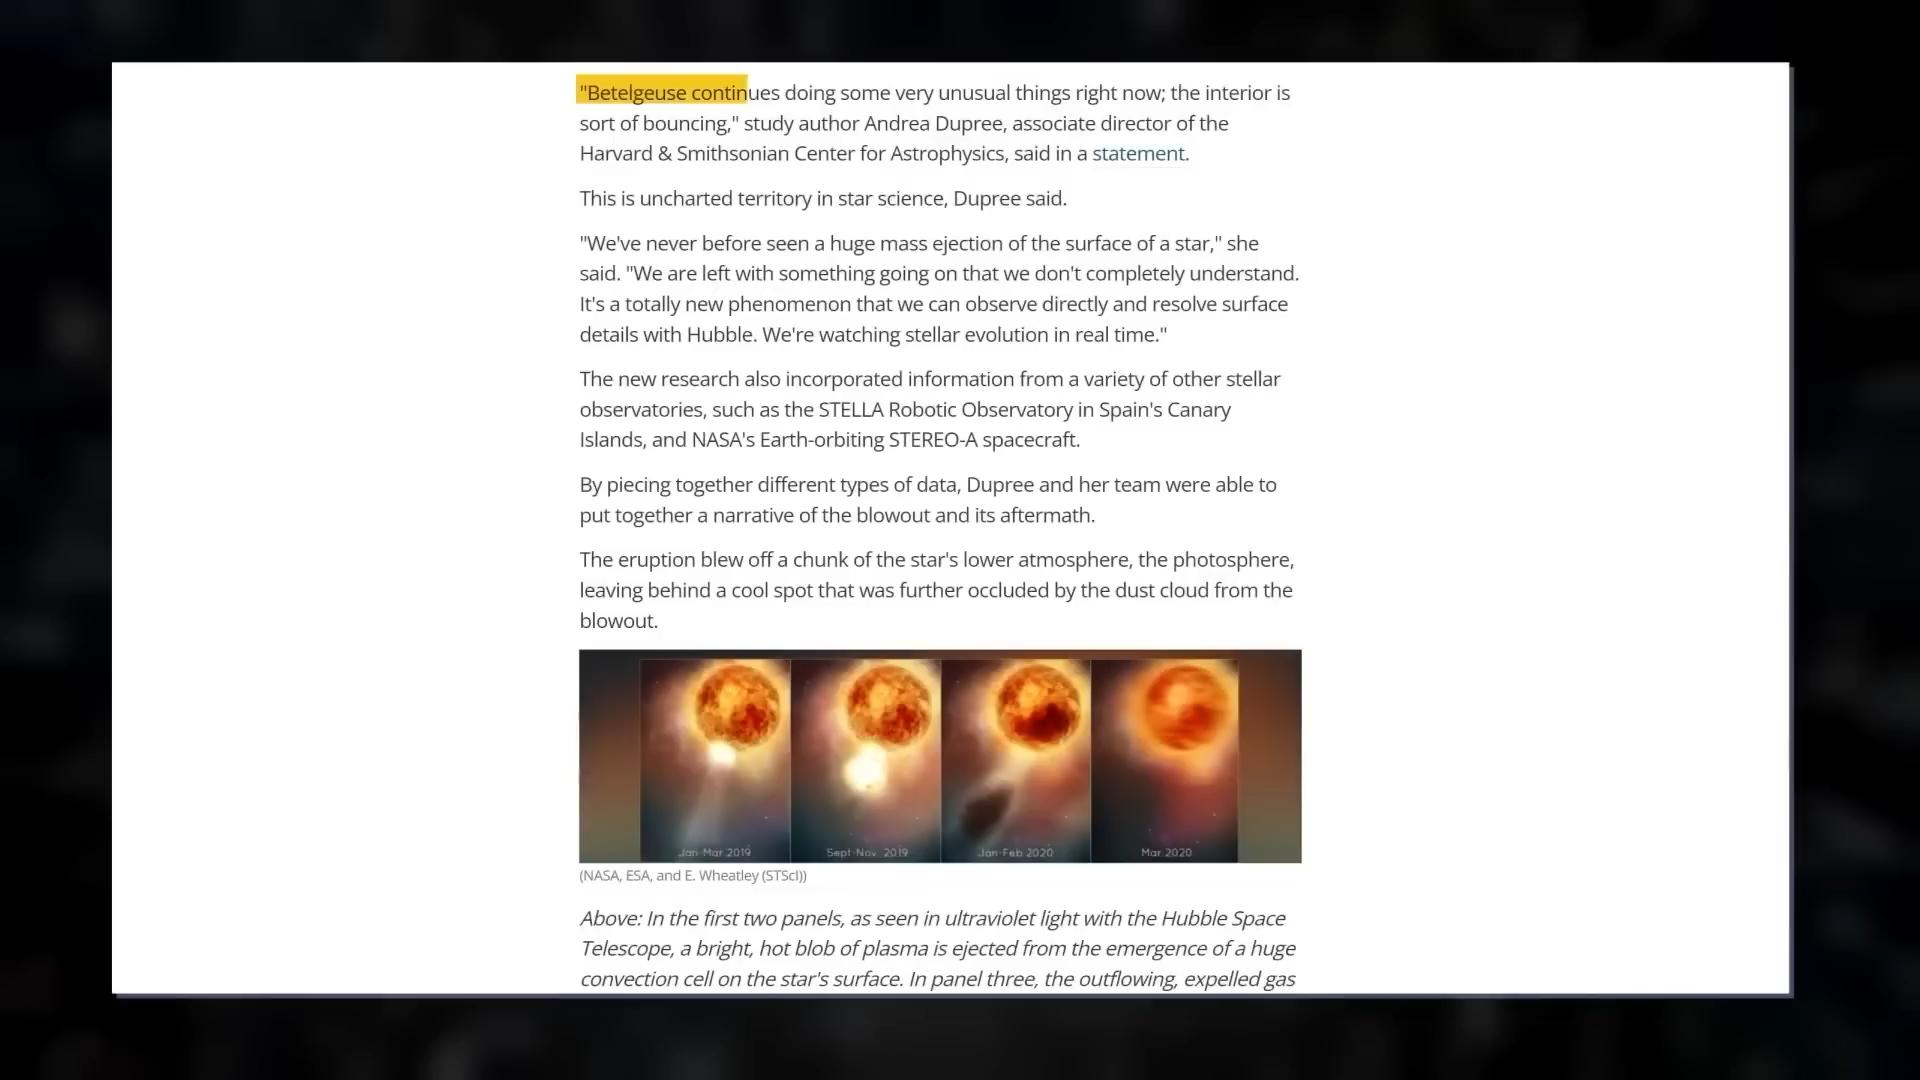 "Betelgeuse continues doing some very unusual things right now; the interior is
sort of bouncing," study author Andrea Dupree, associate director of the
Harvard & Smithsonian Center for Astrophysics, said in a statement.
This is uncharted territory in star science, Dupree said.
"We've never before seen a huge mass ejection of the surface of a star," she
said. "We are left with something going on that we don't completely understand.
It's a totally new phenomenon that we can observe directly and resolve surface
details with Hubble. We're watching stellar evolution in real time."
The new research also incorporated information from a variety of other stellar
observatories, such as the STELLA Robotic Observatory in Spain's Canary
Islands, and NASA's Earth-orbiting STEREO-A spacecraft.
By piecing together different types of data, Dupree and her team were able to
put together a narrative of the blowout and its aftermath.
The eruption blew off a chunk of the star's lower atmosphere, the photosphere,
leaving behind a cool spot that was further occluded by the dust cloud from the
blowout.
Jan-Mar 2019 Sept-Nov 2019 Jan-Feb 2020 Mar 2020
(NASA, ESA, and E. Wheatley (STScI))
Above: In the first two panels, as seen in ultraviolet light with the Hubble Space
Telescope, a bright, hot blob of plasma is ejected from the emergence of a huge
convection cell on the star's surface. In panel three, the outflowing, expelled gas